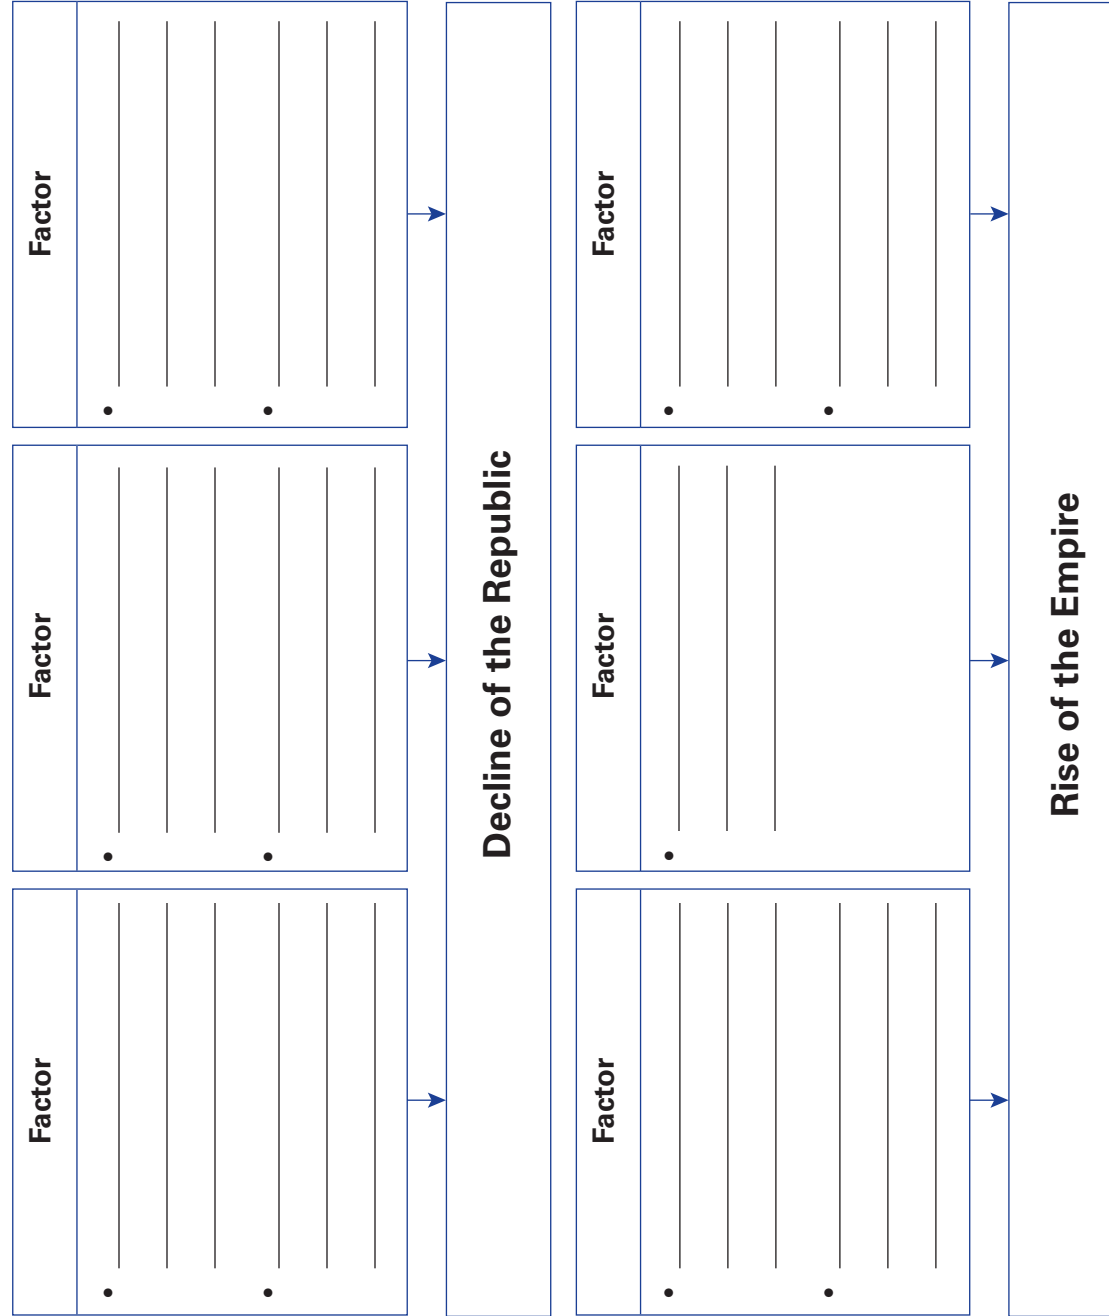 Factor
•
•
Factor
•
•
Factor
•
•
Decline of the Republic
Factor
•
•
Factor
•
Factor
•
•
Rise of the Empire